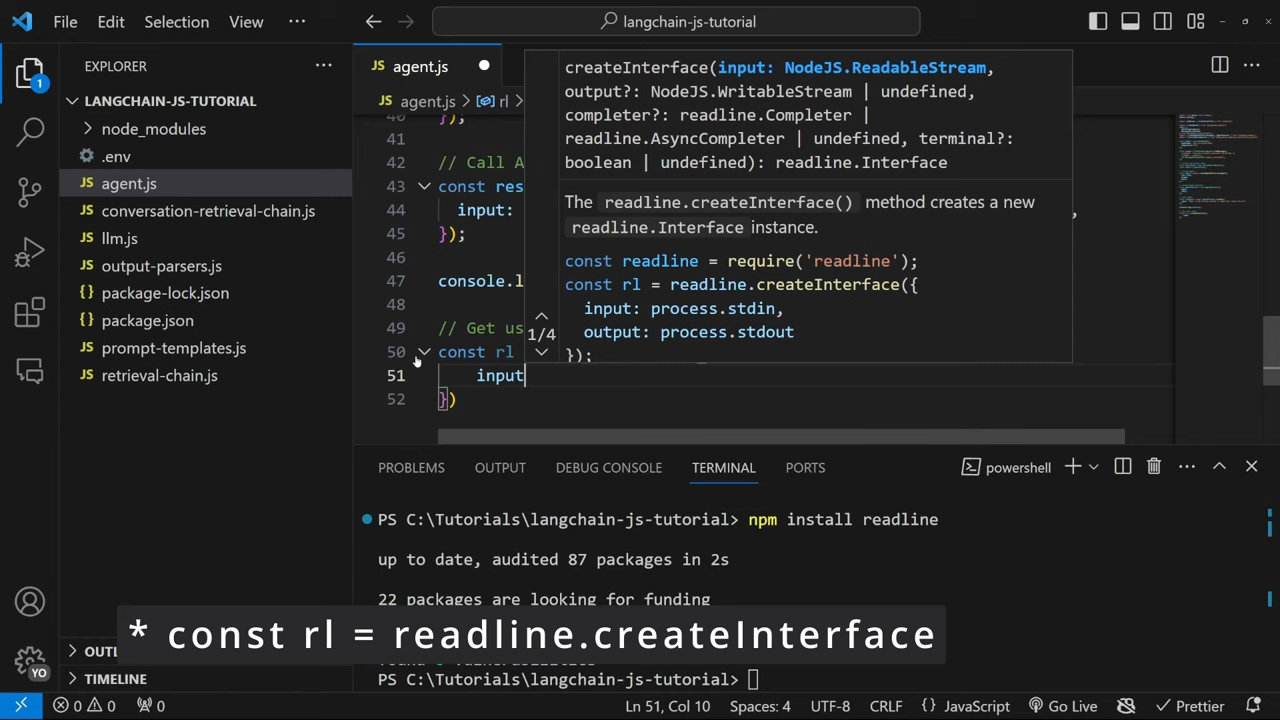 File Edit Selection View ··· langchain-js-tutorial
EXPLORER ···
LANGCHAIN-JS-TUTORIAL
node_modules
.env
JS agent.js
JS conversation-retrieval-chain.js
JS llm.js
JS output-parsers.js
{} package-lock.json
{} package.json
JS prompt-templates.js
JS retrieval-chain.js
OUTL
TIMELINE
1
YO
JS agent.js
JS agent.js > rl >
40 });
41
42 // Call A
43 const res
44 input: ,
45 });
46
47 console.l
48
49 // Get us
50 const rl
51 input
52 })
createInterface(input: NodeJS.ReadableStream,
output?: NodeJS.WritableStream | undefined,
completer?: readline.Completer |
readline.AsyncCompleter | undefined, terminal?:
boolean | undefined): readline.Interface
The readline.createInterface() method creates a new
readline.Interface instance.
const readline = require('readline');
const rl = readline.createInterface({
input: process.stdin,
1/4
output: process.stdout
});
PROBLEMS OUTPUT DEBUG CONSOLE TERMINAL PORTS powershell ···
PS C:\Tutorials\langchain-js-tutorial> npm install readline
up to date, audited 87 packages in 2s
22 packages are looking for funding
* const rl = readline.createInterface
PS C:\Tutorials\langchain-js-tutorial>
0 0 0 Ln 51, Col 10 Spaces: 4 UTF-8 CRLF {} JavaScript Go Live Prettier